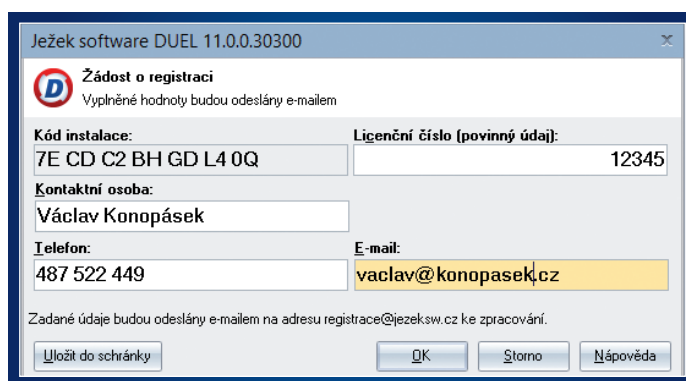 Ježek software DUEL 11.0.0.30300
Žádost o registraci
Vyplněné hodnoty budou odeslány e-mailem
Kód instalace: Licenční číslo (povinný údaj):
7E CD C2 BH GD L4 0Q 12345
Kontaktní osoba:
Václav Konopásek
Telefon: E-mail:
487 522 449 vaclav@konopasek.cz
Zadané údaje budou odeslány e-mailem na adresu registrace@jezeksw.cz ke zpracování.
Uložit do schránky OK Storno Nápověda